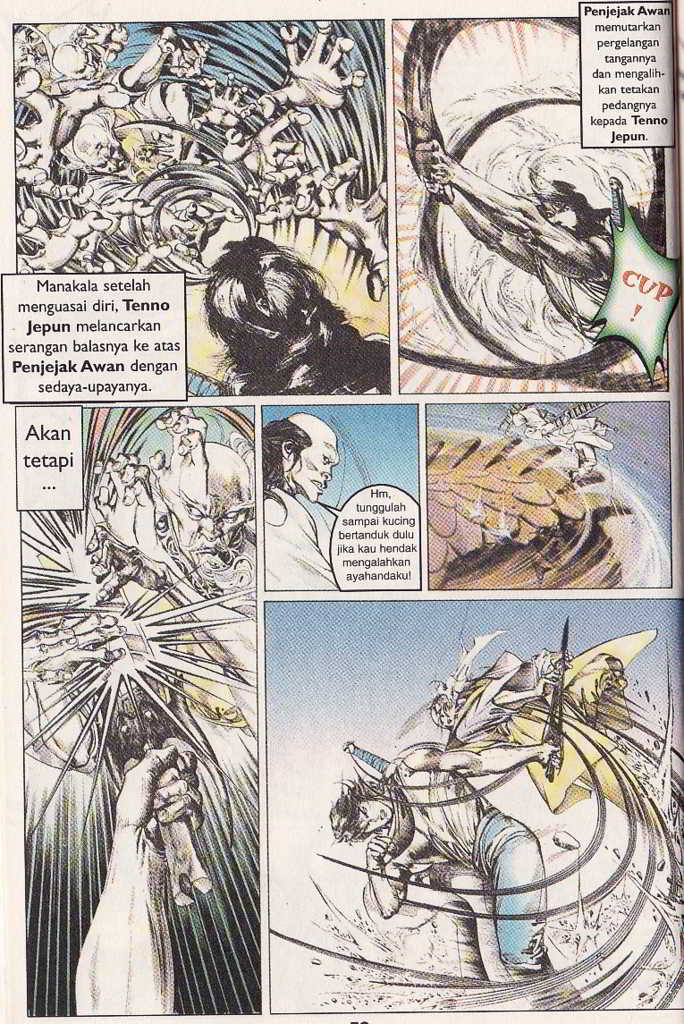 Manakala setelah
menguasai diri, Tenno
Jepun melancarkan
serangan balasnya ke atas
Penjejak Awan dengan
sedaya-upayanya.
Penjejak Awan
memutarkan
pergelangan
tangannya
dan mengalih-
kan tetakan
pedangnya
kepada Tenno
Jepun.
CUP
!
Akan
tetapi
...
Hm,
tunggulah
sampai kucing
bertanduk dulu
jika kau hendak
mengalahkan
ayahandaku!